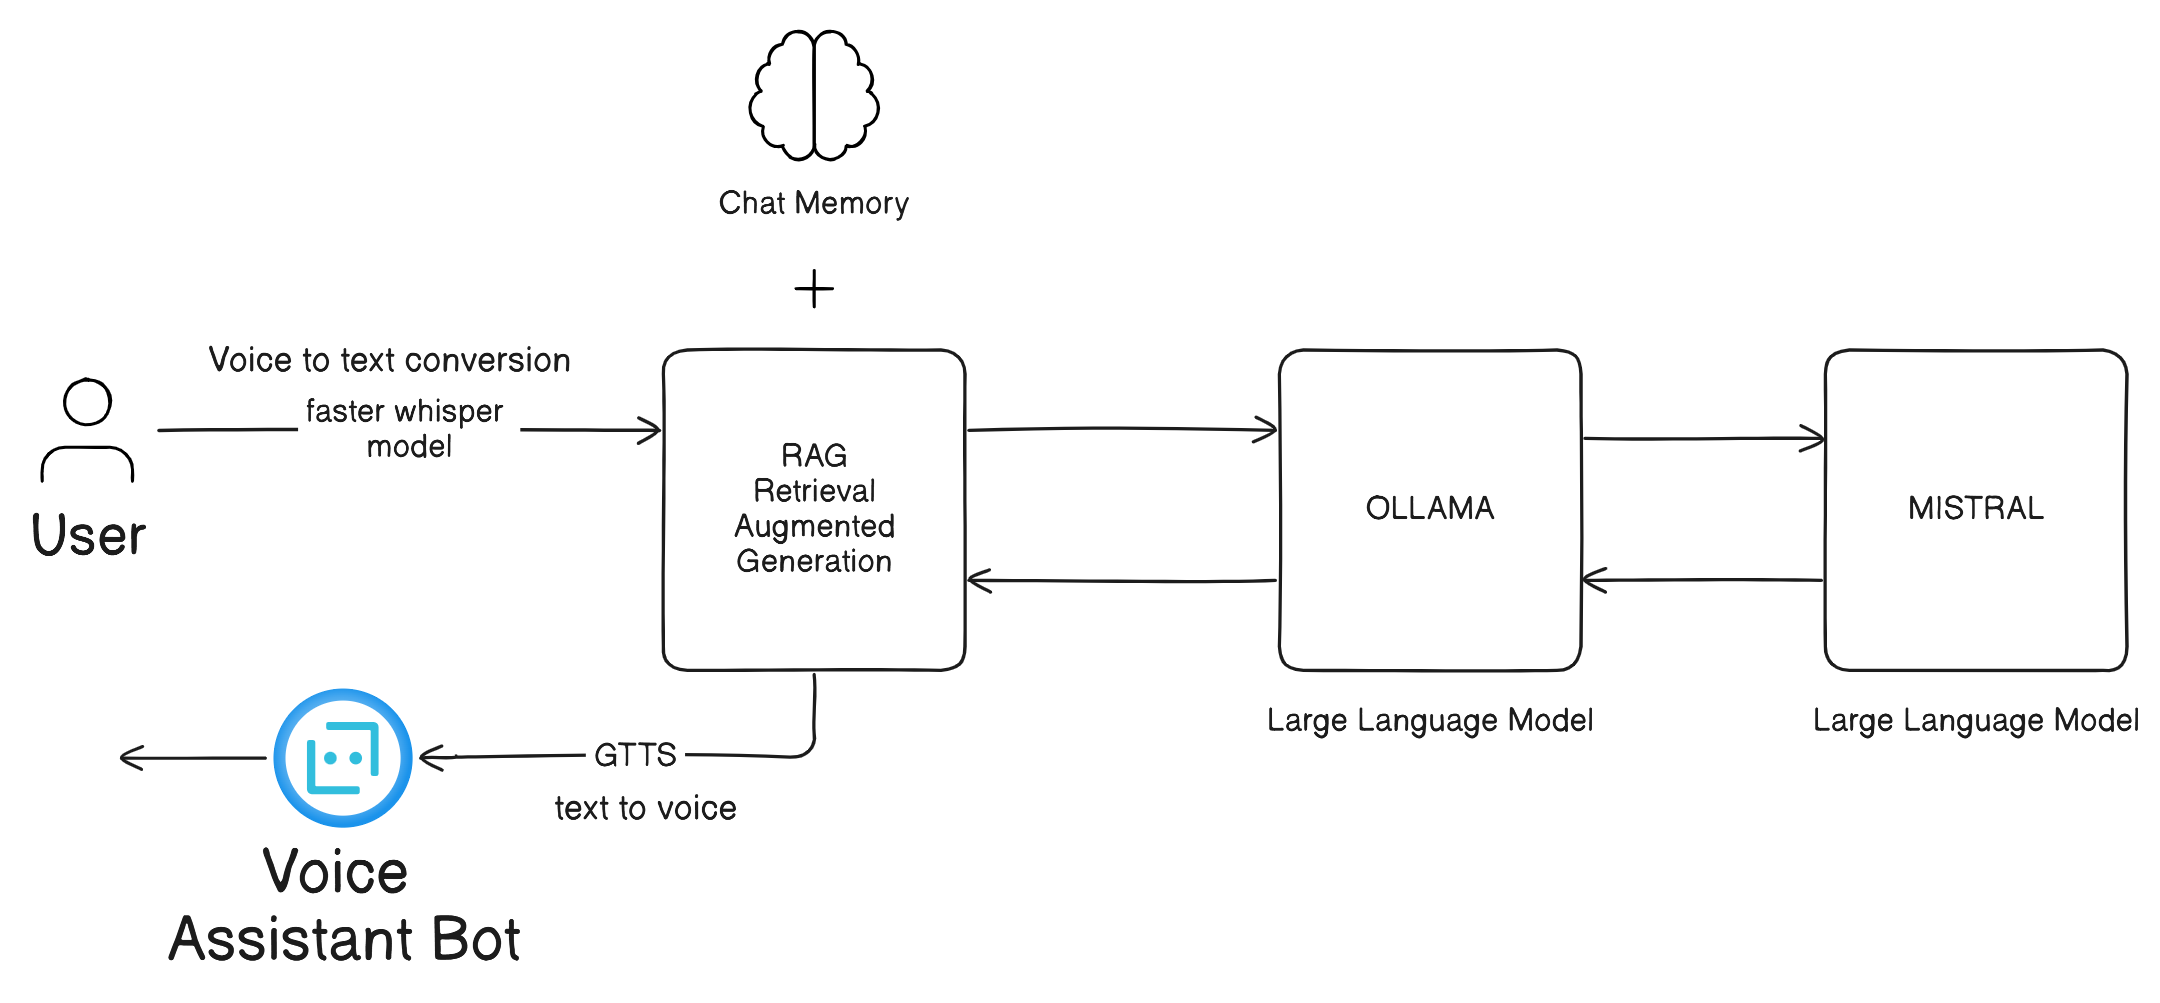 Chat Memory
Voice to text conversion
faster whisper
model
User
RAG
Retrieval
Augmented
Generation
OLLAMA
MISTRAL
Large Language Model
Large Language Model
GTTS
text to voice
Voice
Assistant Bot